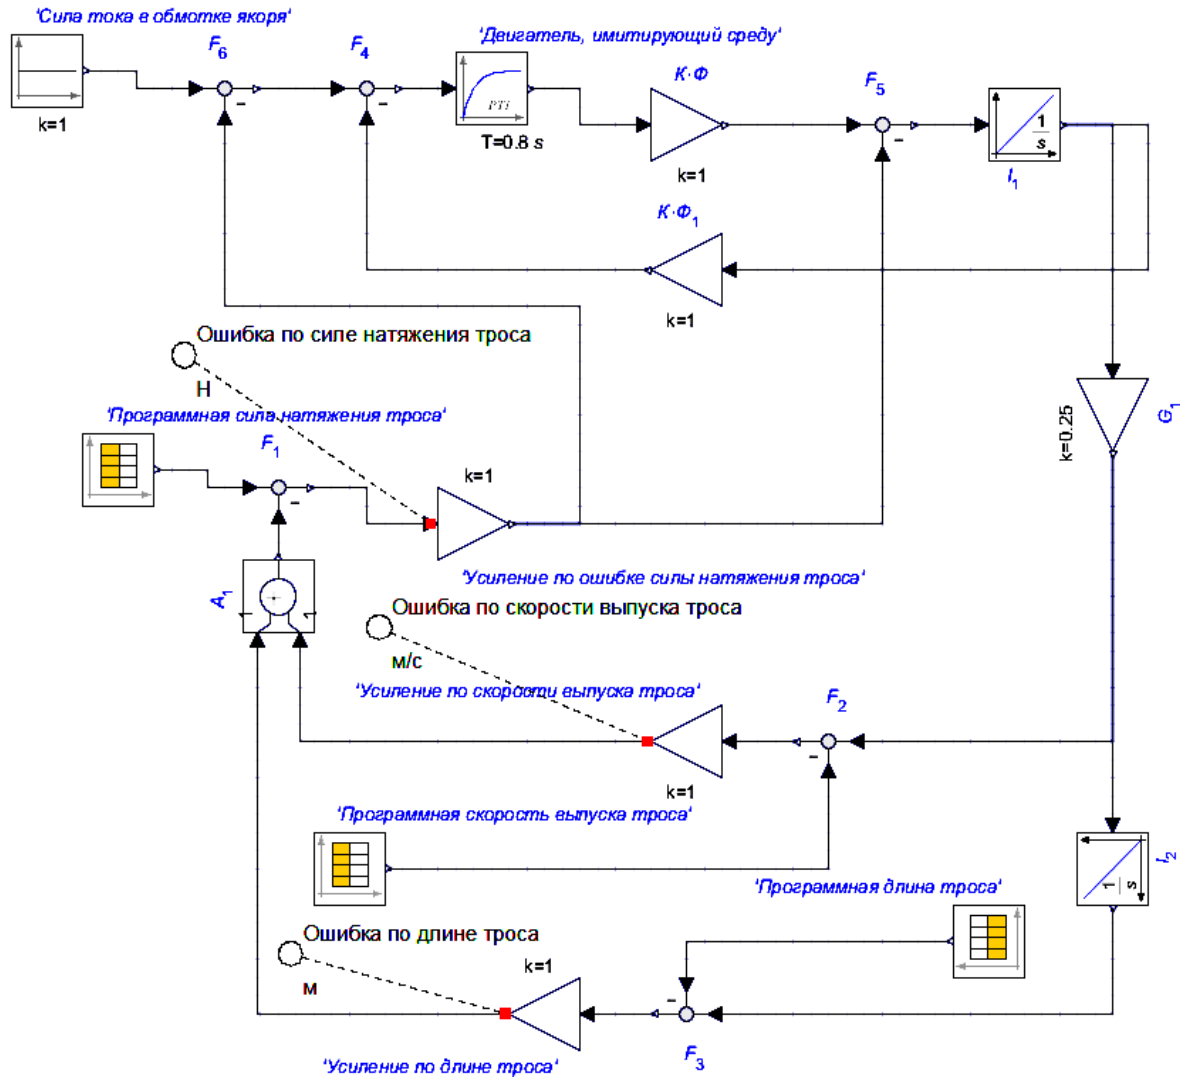 'Сила тока в обмотке якоря'
F6
F4
'Двигатель, имитирующий среду'
К·Ф
F5
PT1
1
s
k=1
T=0.8 s
k=1
I1
К·Ф1
k=1
Ошибка по силе натяжения троса
Н
'Программная сила натяжения троса'
k=0.25
G1
F1
k=1
'Усиление по ошибке силы натяжения троса'
A1
+
1
1
Ошибка по скорости выпуска троса
м/с
'Усиление по скорости выпуска троса'
F2
k=1
'Программная скорость выпуска троса'
1
s
I2
'Программная длина троса'
Ошибка по длине троса
k=1
м
F3
'Усиление по длине троса'